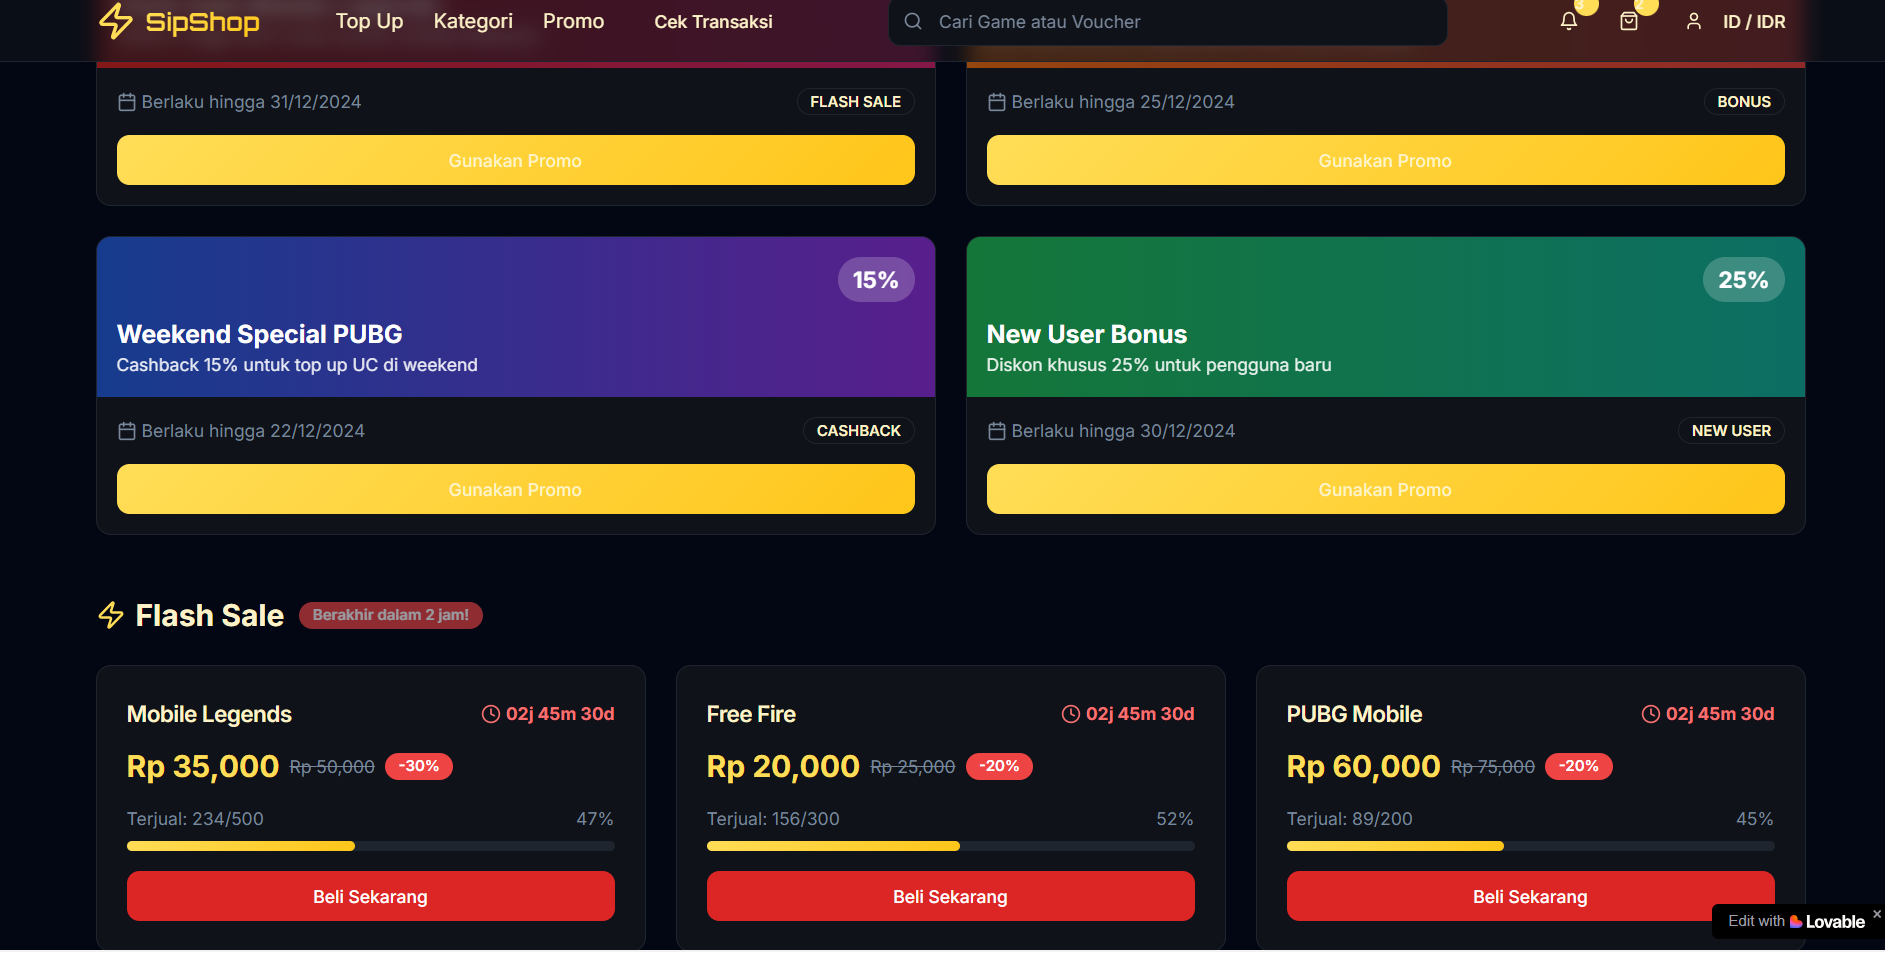 SipShop Top Up Kategori Promo Cek Transaksi Cari Game atau Voucher 3 2 ID / IDR
Berlaku hingga 31/12/2024 FLASH SALE
Gunakan Promo
Berlaku hingga 25/12/2024 BONUS
Gunakan Promo
15%
Weekend Special PUBG
Cashback 15% untuk top up UC di weekend
Berlaku hingga 22/12/2024 CASHBACK
Gunakan Promo
25%
New User Bonus
Diskon khusus 25% untuk pengguna baru
Berlaku hingga 30/12/2024 NEW USER
Gunakan Promo
Flash Sale Berakhir dalam 2 jam!
Mobile Legends 02j 45m 30d
Rp 35,000 Rp 50,000 -30%
Terjual: 234/500 47%
Beli Sekarang
Free Fire 02j 45m 30d
Rp 20,000 Rp 25,000 -20%
Terjual: 156/300 52%
Beli Sekarang
PUBG Mobile 02j 45m 30d
Rp 60,000 Rp 75,000 -20%
Terjual: 89/200 45%
Beli Sekarang
Edit with Lovable ×